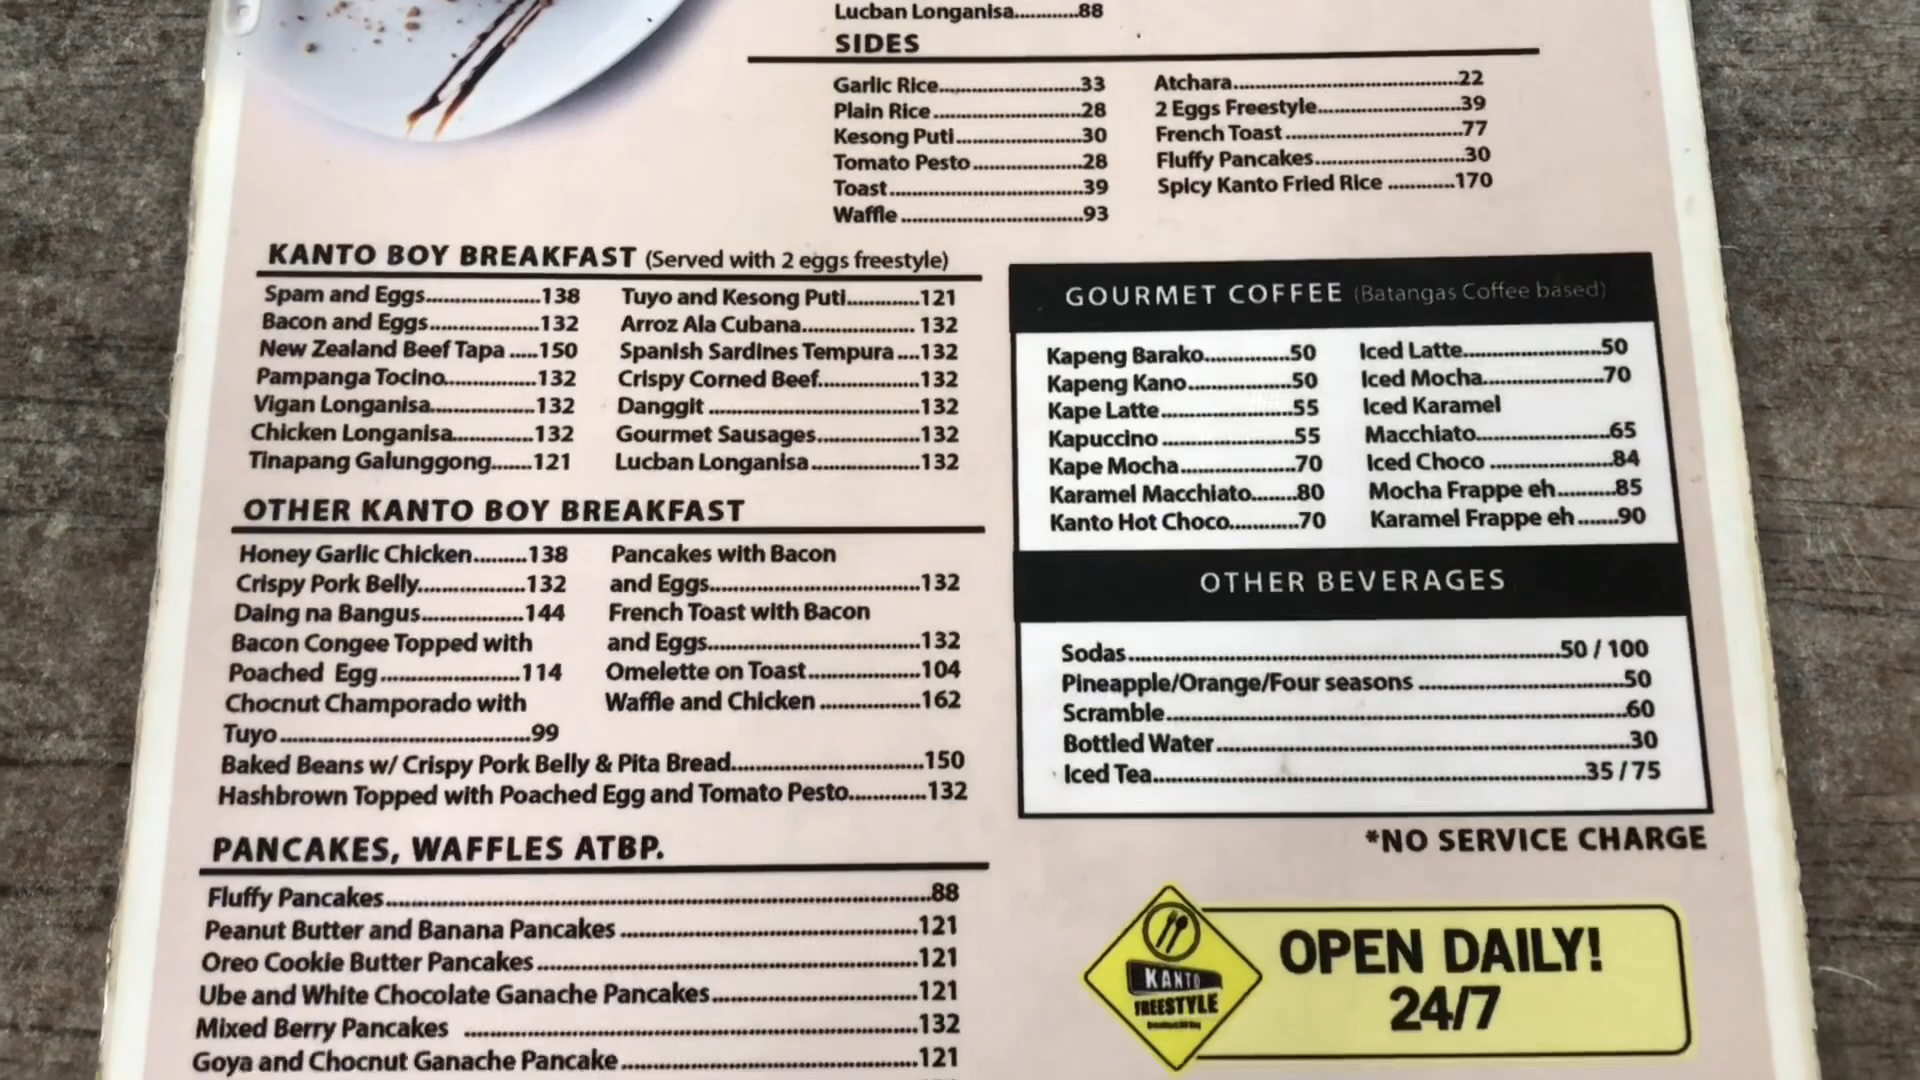 Lucban Longanisa............88
SIDES
Garlic Rice..........................33
Plain Rice...........................28
Kesong Puti.......................30
Tomato Pesto....................28
Toast...................................39
Waffle.................................93
Atchara.........................................22
2 Eggs Freestyle..........................39
French Toast................................77
Fluffy Pancakes...........................30
Spicy Kanto Fried Rice............170
KANTO BOY BREAKFAST (Served with 2 eggs freestyle)
Spam and Eggs.....................138
Bacon and Eggs....................132
New Zealand Beef Tapa.....150
Pampanga Tocino.................132
Vigan Longanisa...................132
Chicken Longanisa...............132
Tinapang Galunggong.......121
Tuyo and Kesong Puti............121
Arroz Ala Cubana....................132
Spanish Sardines Tempura....132
Crispy Corned Beef..................132
Danggit.....................................132
Gourmet Sausages..................132
Lucban Longanisa...................132
OTHER KANTO BOY BREAKFAST
Honey Garlic Chicken.........138
Crispy Pork Belly..................132
Daing na Bangus..................144
Bacon Congee Topped with
Poached Egg........................114
Chocnut Champorado with
Tuyo............................................99
Pancakes with Bacon
and Eggs.....................................132
French Toast with Bacon
and Eggs.....................................132
Omelette on Toast...................104
Waffle and Chicken.................162
Baked Beans w/ Crispy Pork Belly & Pita Bread.................................150
Hashbrown Topped with Poached Egg and Tomato Pesto.............132
PANCAKES, WAFFLES ATBP.
Fluffy Pancakes..............................................................................................88
Peanut Butter and Banana Pancakes....................................................121
Oreo Cookie Butter Pancakes..................................................................121
Ube and White Chocolate Ganache Pancakes...................................121
Mixed Berry Pancakes ..............................................................................132
Goya and Chocnut Ganache Pancake..................................................121
GOURMET COFFEE (Batangas Coffee based)
Kapeng Barako..............50
Kapeng Kano.................50
Kape Latte......................55
Kapuccino......................55
Kape Mocha...................70
Karamel Macchiato........80
Kanto Hot Choco............70
Iced Latte.......................50
Iced Mocha....................70
Iced Karamel
Macchiato......................65
Iced Choco.....................84
Mocha Frappe eh..........85
Karamel Frappe eh.......90
OTHER BEVERAGES
Sodas.........................................................................50 / 100
Pineapple/Orange/Four seasons...................................50
Scramble..............................................................................60
Bottled Water.......................................................................30
Iced Tea.........................................................................35 / 75
*NO SERVICE CHARGE
KANTO
FREESTYLE
OPEN DAILY!
24/7